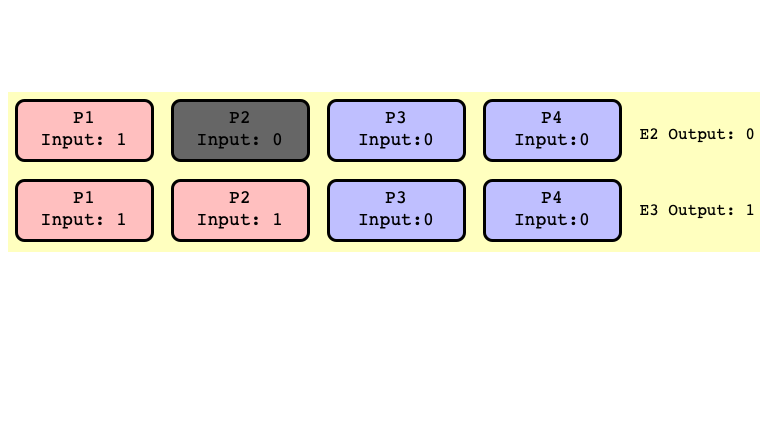 P1
Input: 1
P2
Input: 0
P3
Input:0
P4
Input:0
E2 Output: 0
P1
Input: 1
P2
Input: 1
P3
Input:0
P4
Input:0
E3 Output: 1